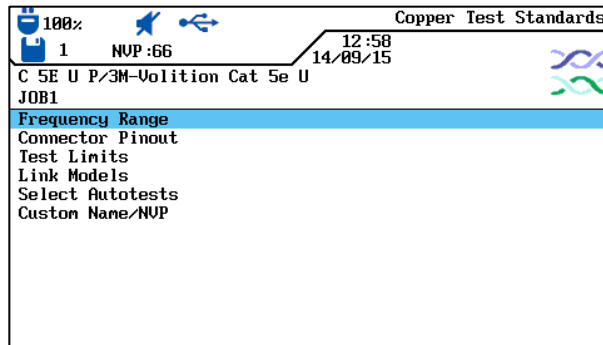 100%
Copper Test Standards
1 NVP:66
12:58
14/09/15
C 5E U P/3M-Volition Cat 5e U
JOB1
Frequency Range
Connector Pinout
Test Limits
Link Models
Select Autotests
Custom Name/NVP